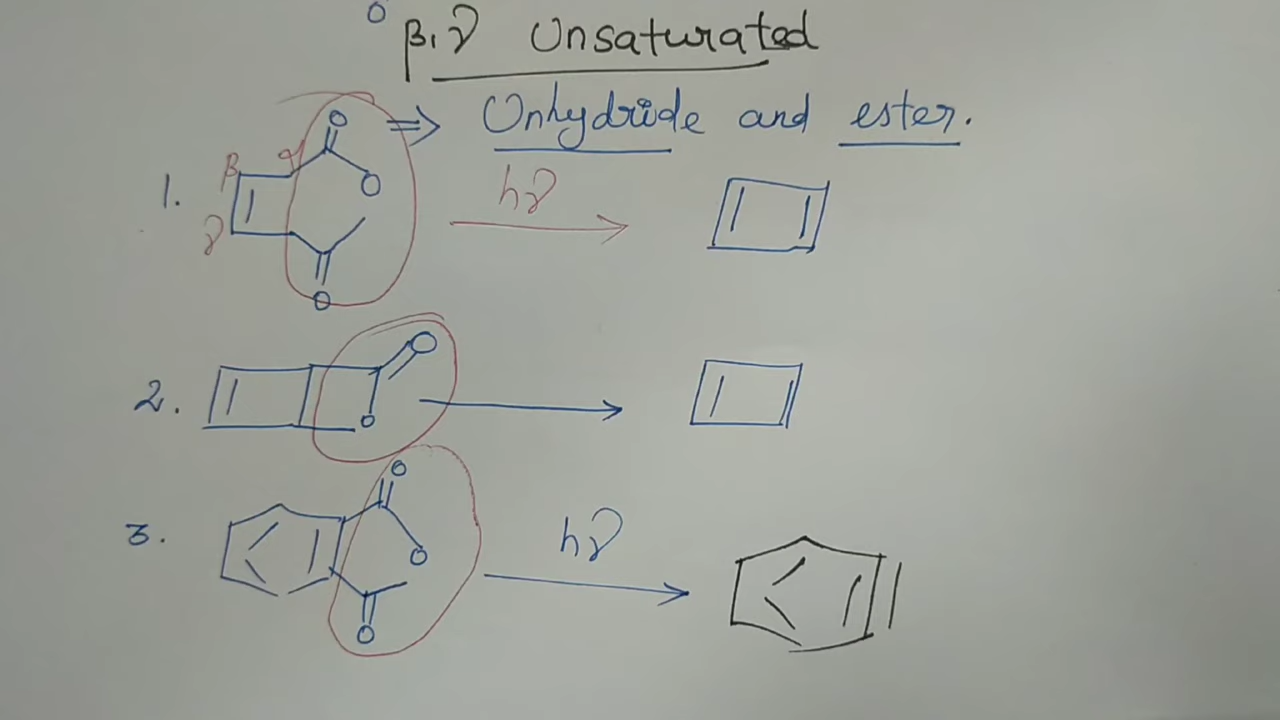 β,γ Unsaturated
⇒ Anhydride and ester.
O
β α
O
hν
1.
γ
O
O
2.
O
O
3.
hν
O
O